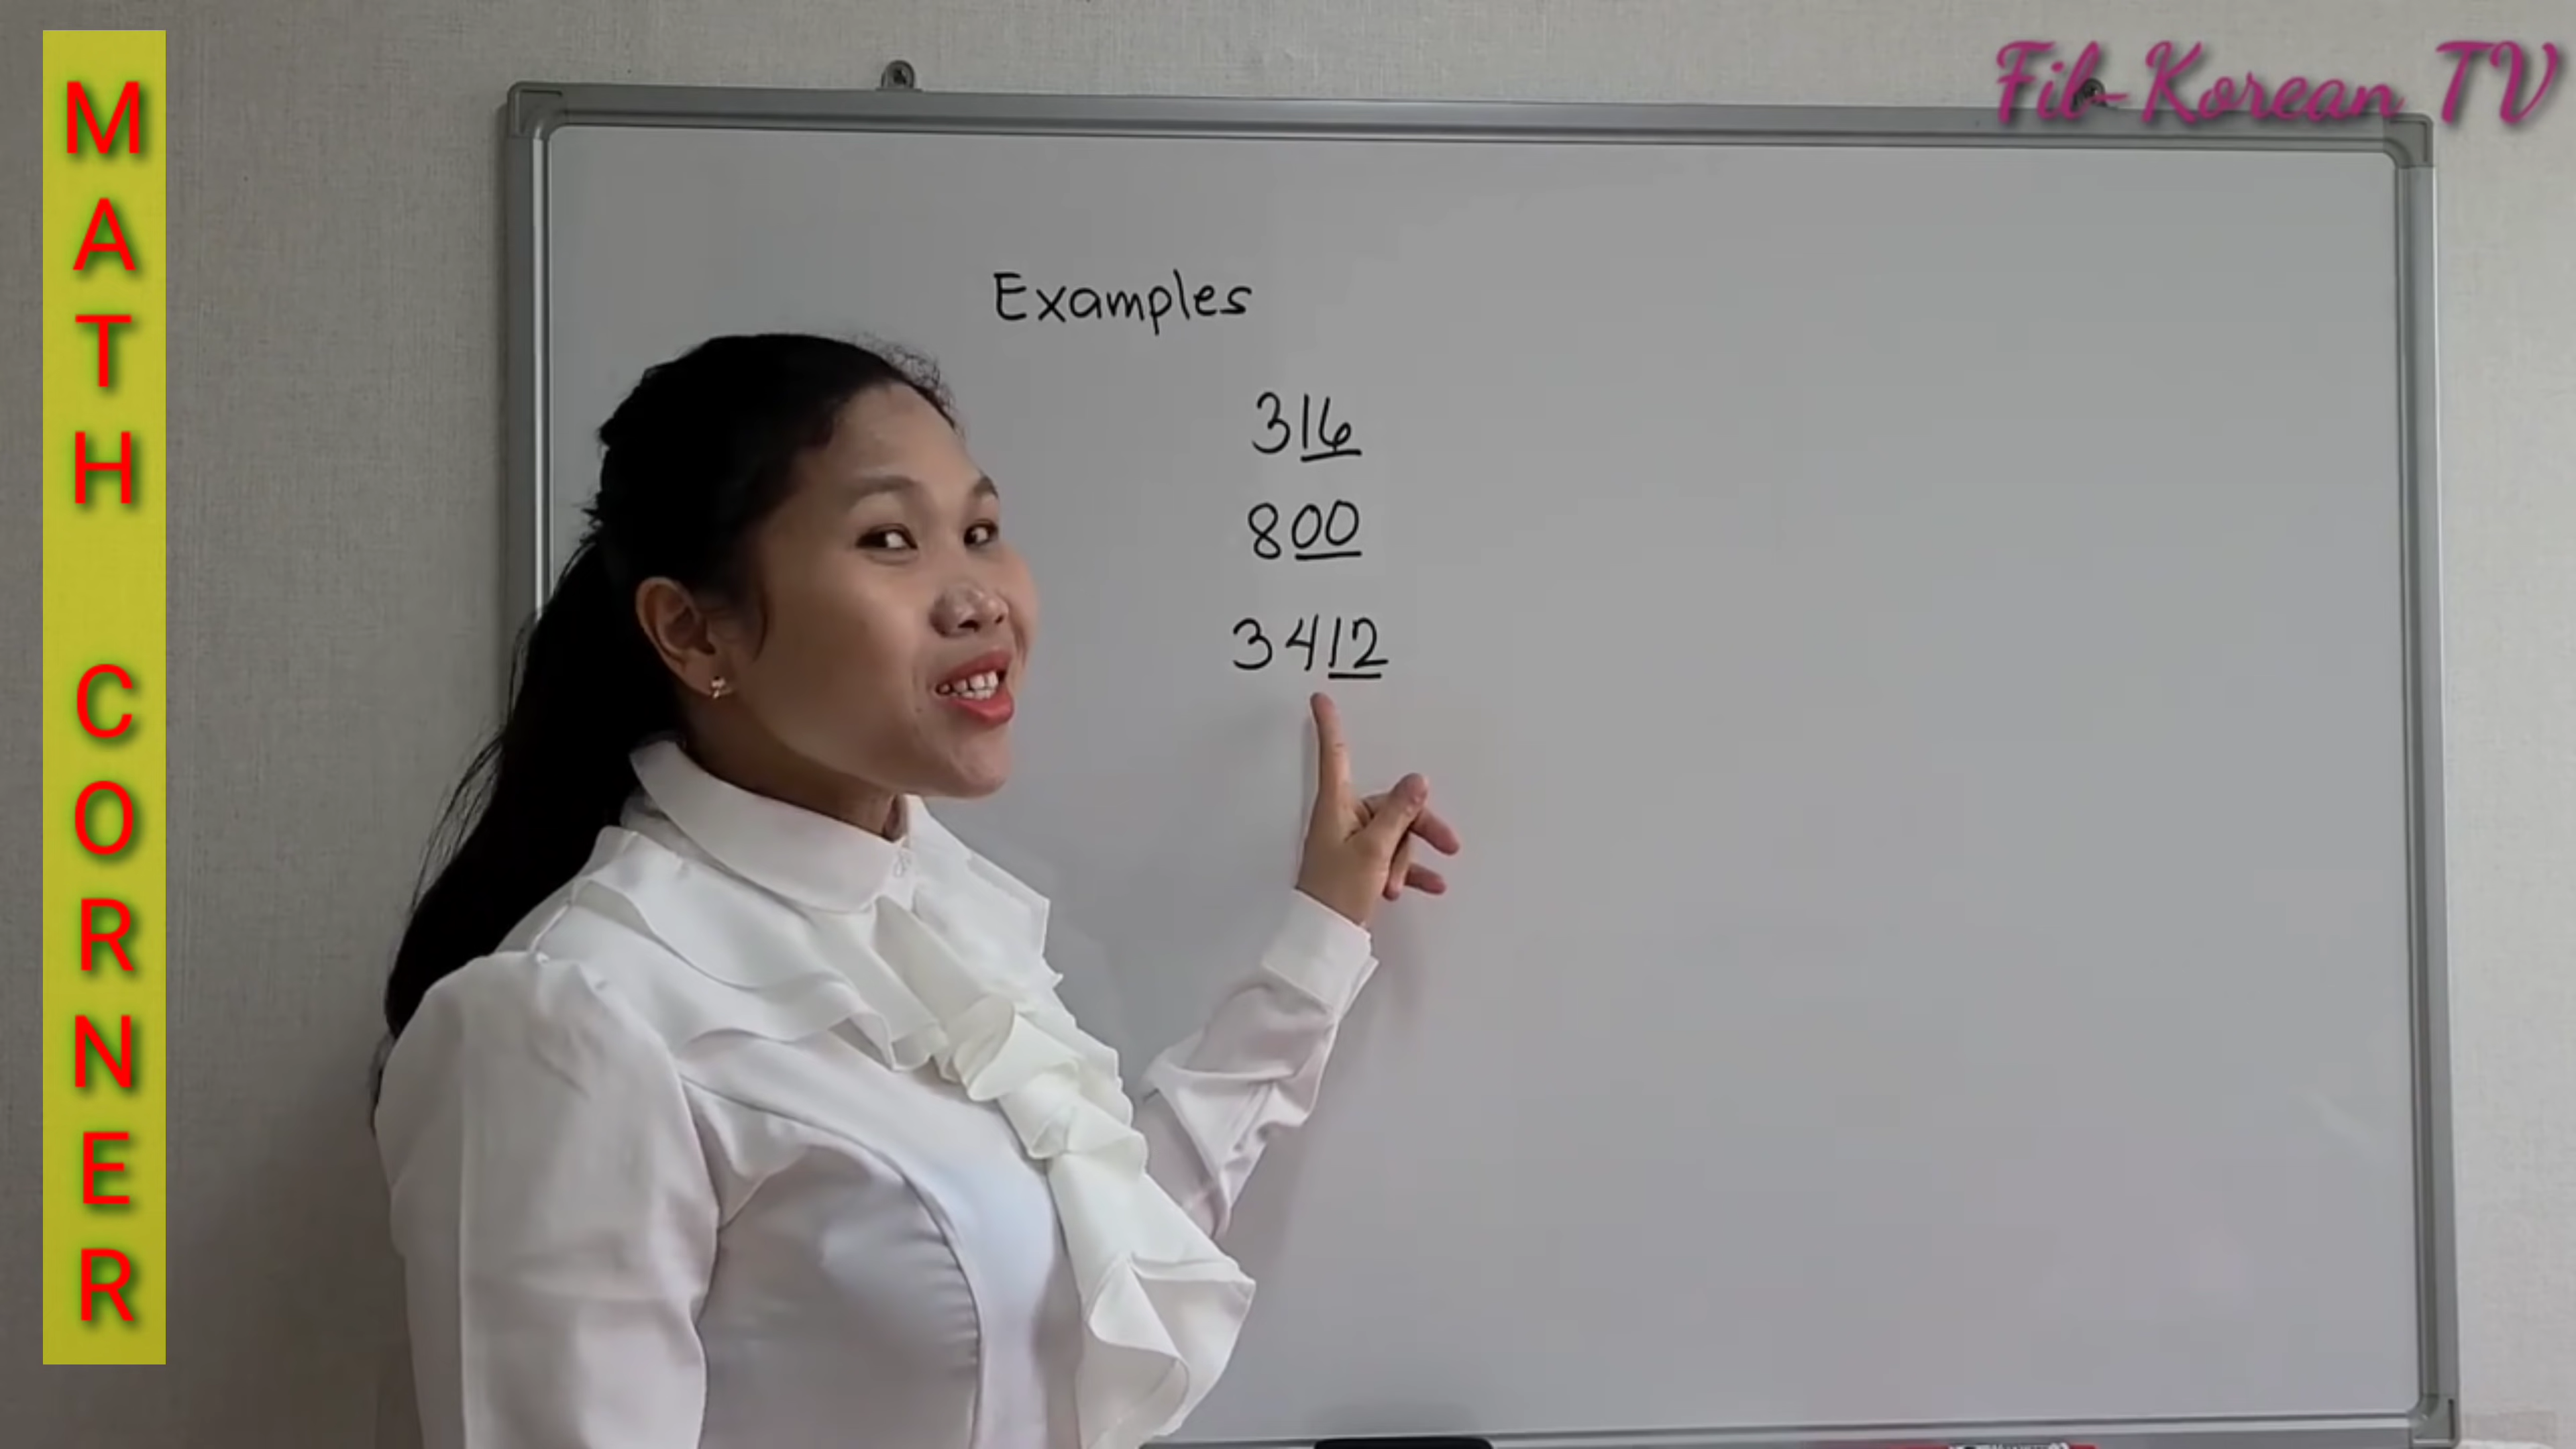 MATH CORNER
Fil-Korean TV
Examples
316
800
3412